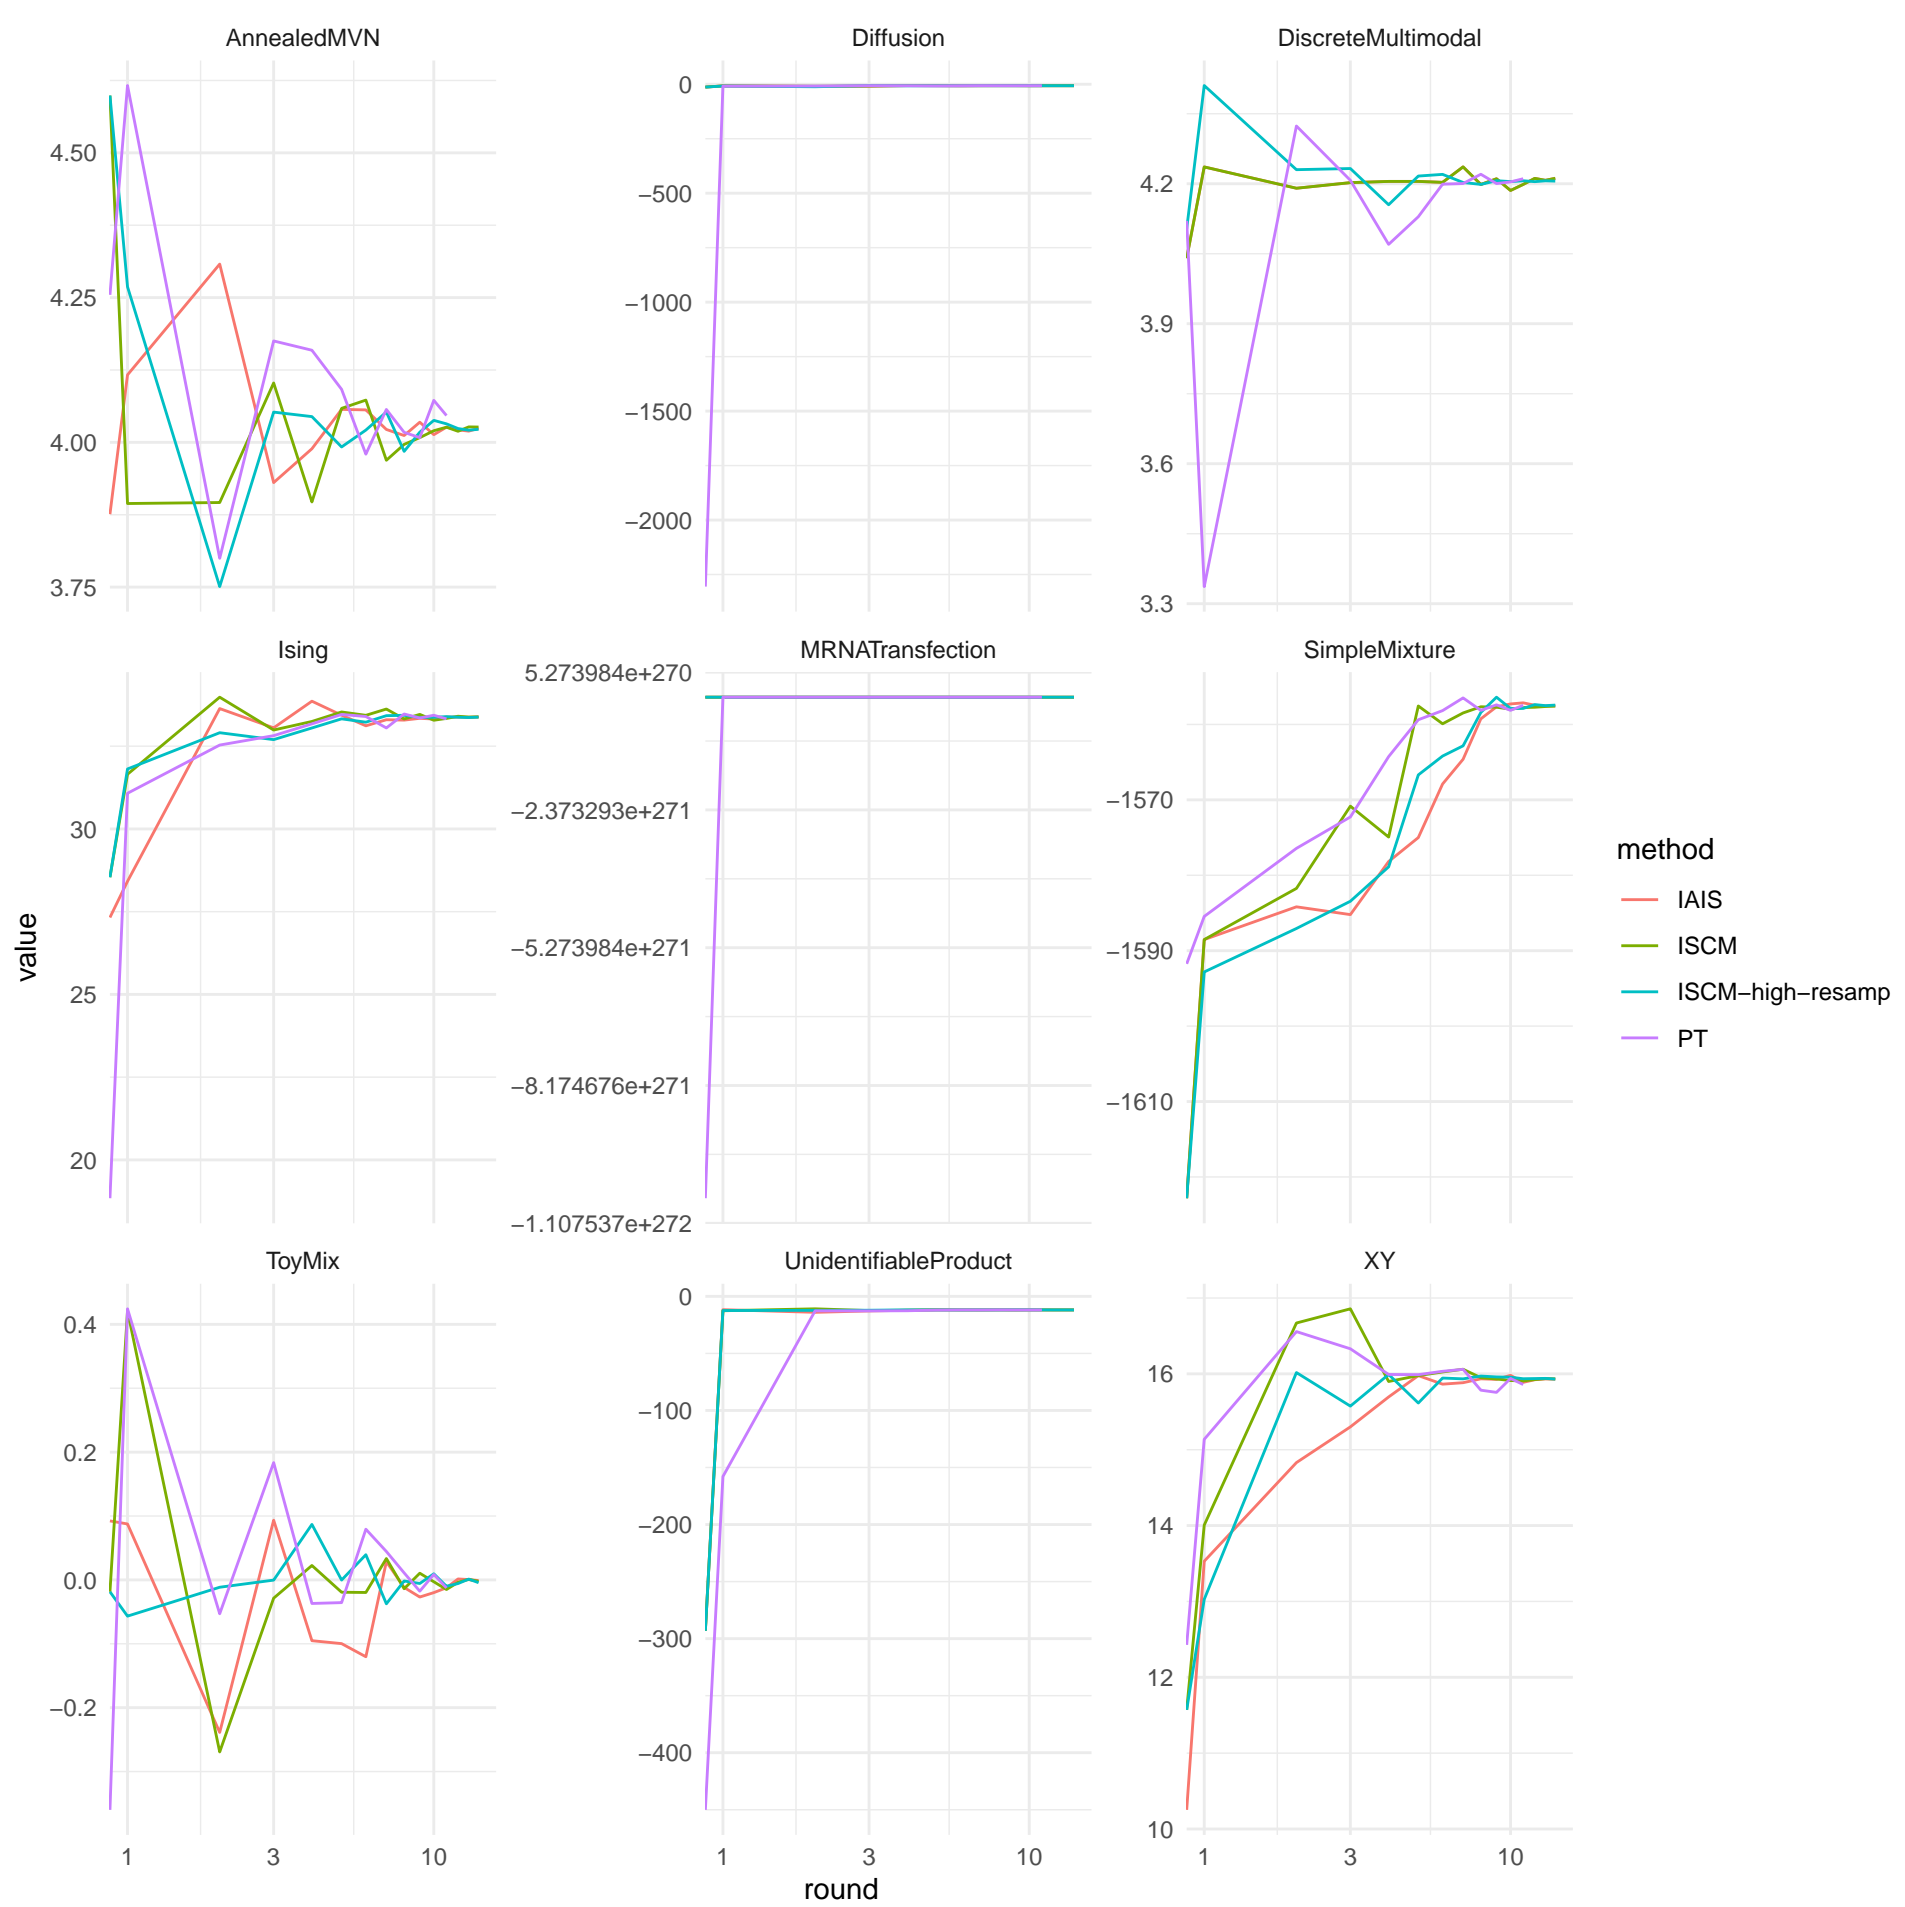 AnnealedMVN
Diffusion
DiscreteMultimodal
4.50
4.25
4.00
3.75
0
−500
−1000
−1500
−2000
4.2
3.9
3.6
3.3
Ising
MRNATransfection
SimpleMixture
30
25
20
5.273984e+270
−2.373293e+271
−5.273984e+271
−8.174676e+271
−1.107537e+272
−1570
−1590
−1610
ToyMix
UnidentifiableProduct
XY
0.4
0.2
0.0
−0.2
0
−100
−200
−300
−400
16
14
12
10
1 3 10
1 3 10
1 3 10
round
value
method
IAIS
ISCM
ISCM−high−resamp
PT